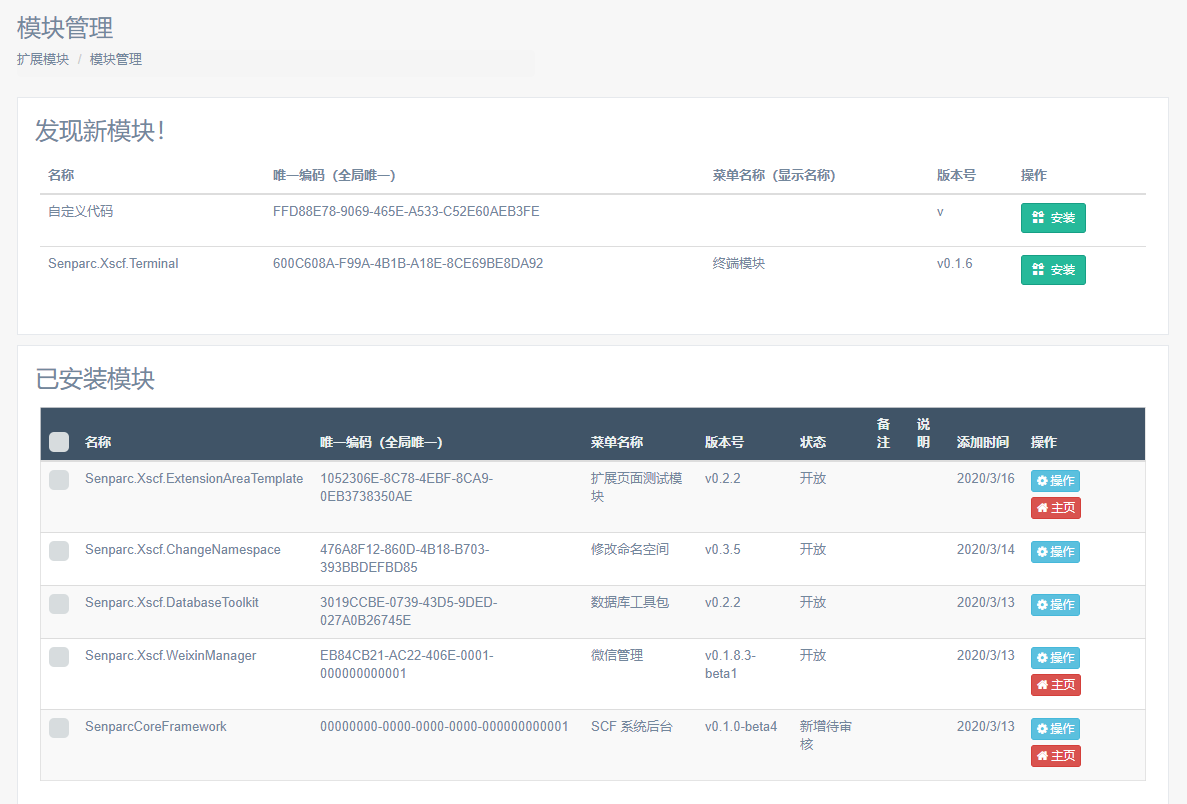 模块管理
扩展模块 / 模块管理
发现新模块！
名称 唯一编码（全局唯一） 菜单名称（显示名称） 版本号 操作
自定义代码 FFD88E78-9069-465E-A533-C52E60AEB3FE v 安装
Senparc.Xscf.Terminal 600C608A-F99A-4B1B-A18E-8CE69BE8DA92 终端模块 v0.1.6 安装
已安装模块
备 说
名称 唯一编码（全局唯一） 菜单名称 版本号 状态 注 明 添加时间 操作
Senparc.Xscf.ExtensionAreaTemplate 1052306E-8C78-4EBF-8CA9- 扩展页面测试模 v0.2.2 开放 2020/3/16 操作
0EB3738350AE 块 主页
Senparc.Xscf.ChangeNamespace 476A8F12-860D-4B18-B703- 修改命名空间 v0.3.5 开放 2020/3/14 操作
393BBDEFBD85
Senparc.Xscf.DatabaseToolkit 3019CCBE-0739-43D5-9DED- 数据库工具包 v0.2.2 开放 2020/3/13 操作
027A0B26745E
Senparc.Xscf.WeixinManager EB84CB21-AC22-406E-0001- 微信管理 v0.1.8.3- 开放 2020/3/13 操作
000000000001 beta1 主页
SenparcCoreFramework 00000000-0000-0000-0000-000000000001 SCF 系统后台 v0.1.0-beta4 新增待审 2020/3/13 操作
核 主页